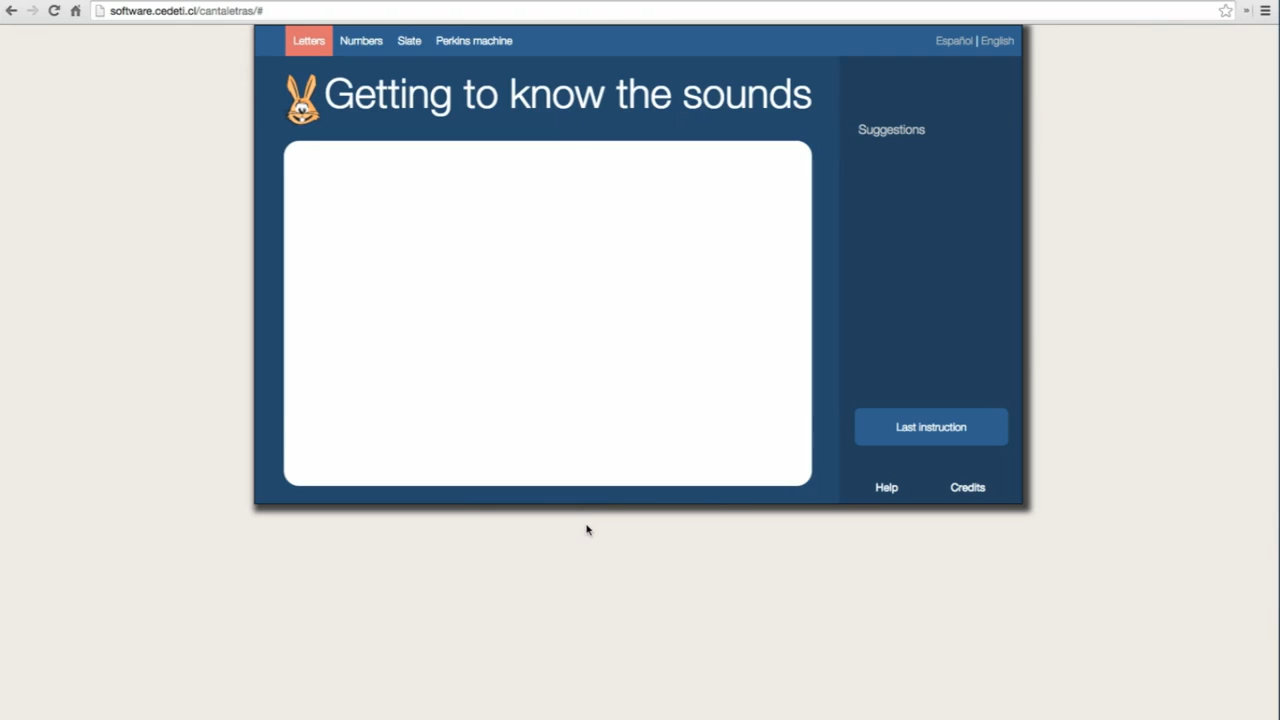 software.cedeti.cl/cantaletras/#
Letters Numbers Slate Perkins machine Español | English
Getting to know the sounds
Suggestions
Last instruction
Help Credits